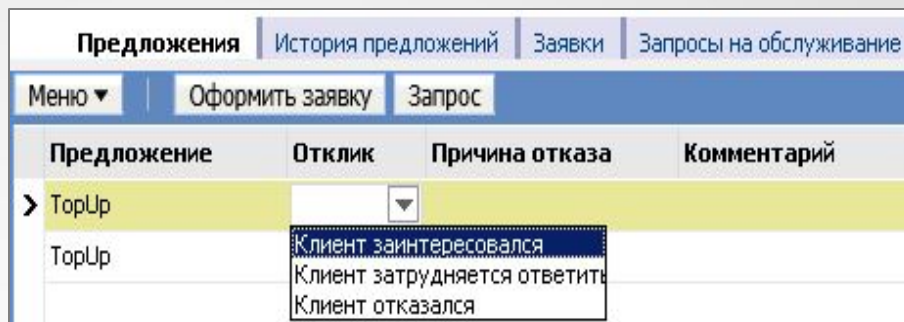 Предложения История предложений Заявки Запросы на обслуживание
Меню Оформить заявку Запрос
Предложение Отклик Причина отказа Комментарий
TopUp
Клиент заинтересовался
TopUp
Клиент затрудняется ответить
Клиент отказался